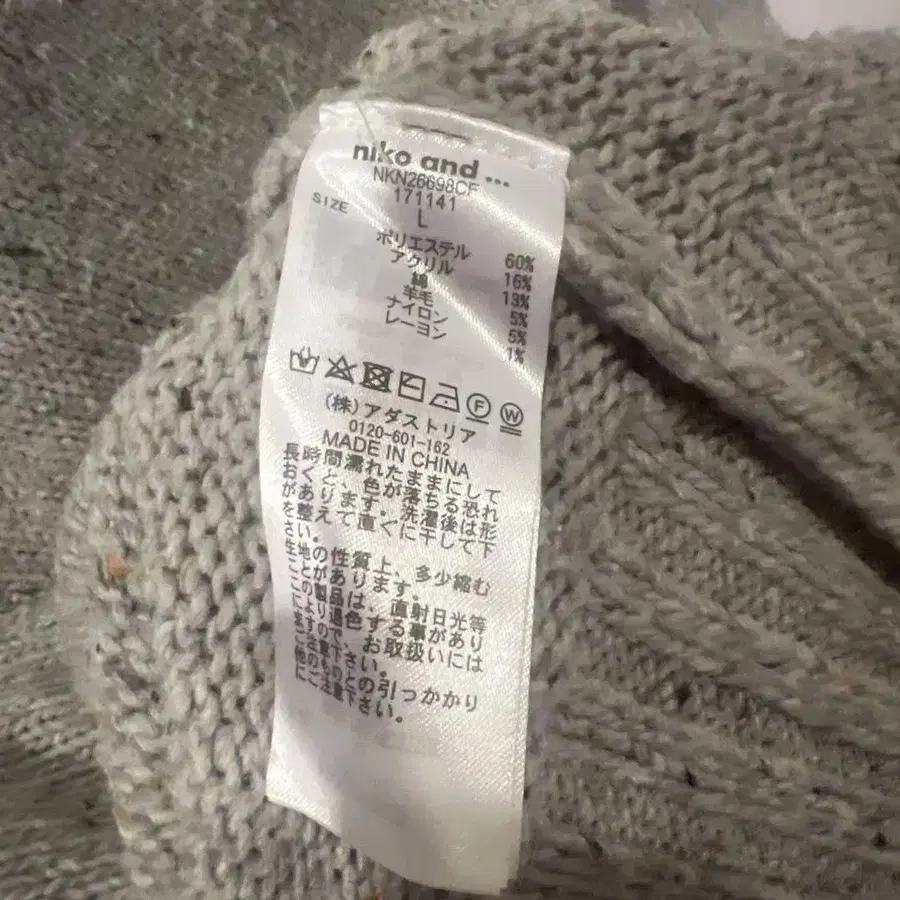 niko and ...
NKN26698CF
171141
SIZE L
ポリエステル 60%
アクリル 16%
綿 13%
羊毛 5%
ナイロン 5%
レーヨン 1%
F W
(株)アダストリア
0120-601-162
MADE IN CHINA
長時間濡れたままにして
おくと、色が落ちる恐れ
があります。洗濯後は形
を整えて直ぐに干して下
さい。
生地の性質上、多少縮む
ことがあります。
この製品は、直射日光等
により退色する事があり
ますので、お取扱いには
ご注意下さい。
他のものとの引っかかり
にご注意下さい。